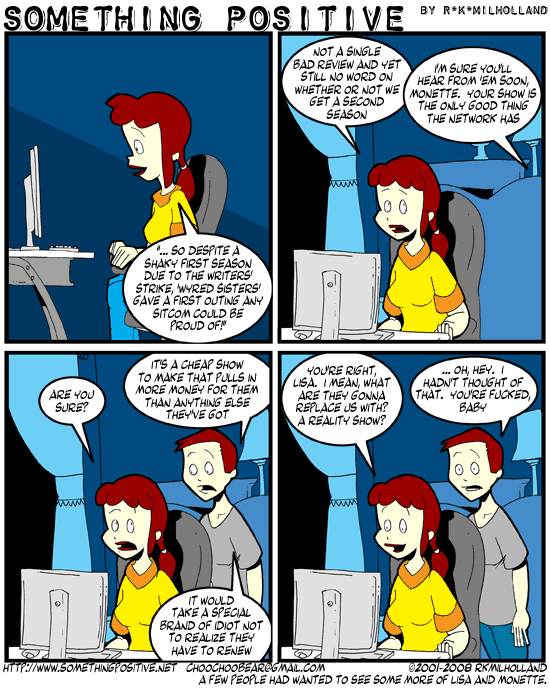 SOMETHING POSITIVE BY R*K*MILHOLLAND
"... SO DESPITE A
SHAKY FIRST SEASON
DUE TO THE WRITERS'
STRIKE, 'WYRED SISTERS'
GAVE A FIRST OUTING ANY
SITCOM COULD BE
PROUD OF!"
NOT A SINGLE
BAD REVIEW AND YET
STILL NO WORD ON
WHETHER OR NOT WE
GET A SECOND
SEASON
I'M SURE YOU'LL
HEAR FROM 'EM SOON,
MONETTE. YOUR SHOW IS
THE ONLY GOOD THING
THE NETWORK HAS
ARE YOU
SURE?
IT'S A CHEAP SHOW
TO MAKE THAT PULLS IN
MORE MONEY FOR THEM
THAN ANYTHING ELSE
THEY'VE GOT
IT WOULD
TAKE A SPECIAL
BRAND OF IDIOT NOT
TO REALIZE THEY
HAVE TO RENEW
YOU'RE RIGHT,
LISA. I MEAN, WHAT
ARE THEY GONNA
REPLACE US WITH?
A REALITY SHOW?
... OH, HEY. I
HADN'T THOUGHT OF
THAT. YOU'RE FUCKED,
BABY
HTTP://WWW.SOMETHINGPOSITIVE.NET CHOOCHOOBEAR@GMAIL.COM ©2001-2008 RKMILHOLLAND
A FEW PEOPLE HAD WANTED TO SEE SOME MORE OF LISA AND MONETTE.